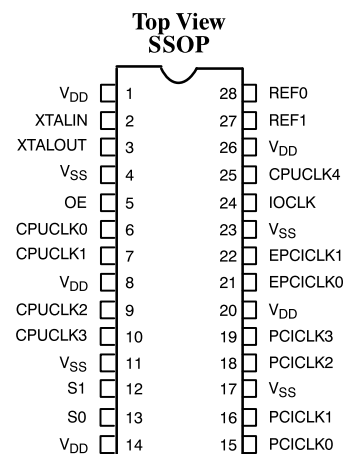 Top View
SSOP
VDD 1 28 REF0
XTALIN 2 27 REF1
XTALOUT 3 26 VDD
VSS 4 25 CPUCLK4
OE 5 24 IOCLK
CPUCLK0 6 23 VSS
CPUCLK1 7 22 EPCICLK1
VDD 8 21 EPCICLK0
CPUCLK2 9 20 VDD
CPUCLK3 10 19 PCICLK3
VSS 11 18 PCICLK2
S1 12 17 VSS
S0 13 16 PCICLK1
VDD 14 15 PCICLK0